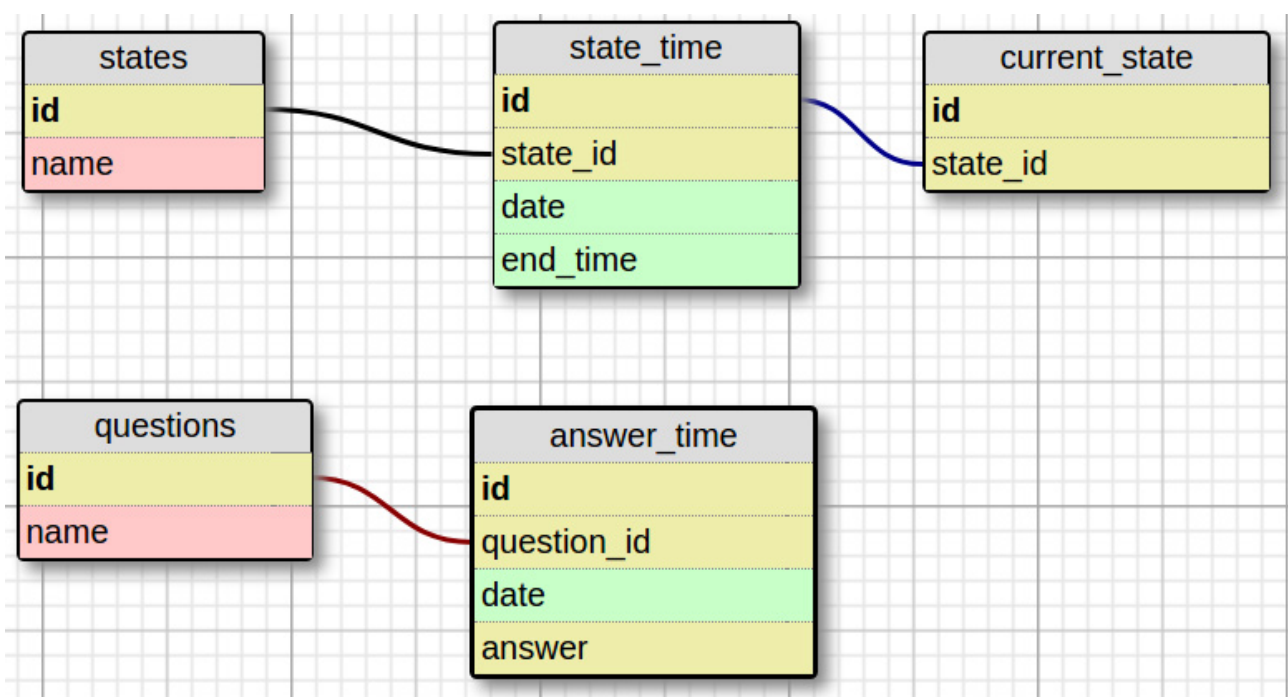 states
id
name
state_time
id
state_id
date
end_time
current_state
id
state_id
questions
id
name
answer_time
id
question_id
date
answer